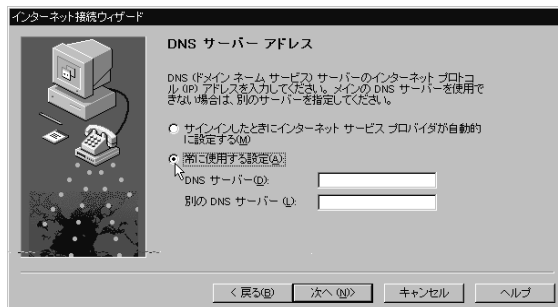 インターネット接続ウィザード
DNS サーバー アドレス
DNS (ドメイン ネーム サービス) サーバーのインターネット プロトコ
ル (IP) アドレスを入力してください。メインの DNS サーバーを使用で
きない場合は、別のサーバーを指定してください。
サインインしたときにインターネット サービス プロバイダが自動的
に設定する(M)
常に使用する設定(A):
DNS サーバー(D):
別の DNS サーバー (L):
< 戻る(B)
次へ (N)>
キャンセル
ヘルプ